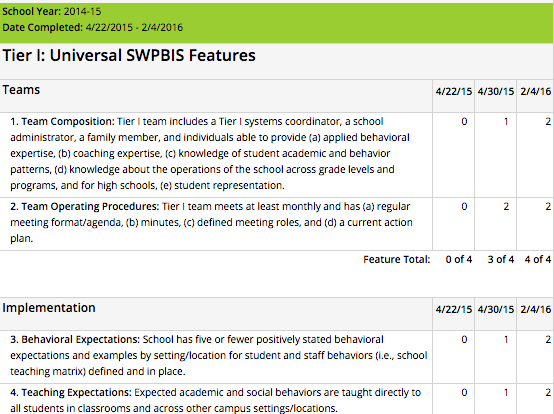 School Year: 2014-15
Date Completed: 4/22/2015 - 2/4/2016
Tier I: Universal SWPBIS Features
Teams 4/22/15 4/30/15 2/4/16
1. Team Composition: Tier I team includes a Tier I systems coordinator, a school 0 1 2
administrator, a family member, and individuals able to provide (a) applied behavioral
expertise, (b) coaching expertise, (c) knowledge of student academic and behavior
patterns, (d) knowledge about the operations of the school across grade levels and
programs, and for high schools, (e) student representation.
2. Team Operating Procedures: Tier I team meets at least monthly and has (a) regular 0 2 2
meeting format/agenda, (b) minutes, (c) defined meeting roles, and (d) a current action
plan.
Feature Total: 0 of 4 3 of 4 4 of 4
Implementation 4/22/15 4/30/15 2/4/16
3. Behavioral Expectations: School has five or fewer positively stated behavioral 0 1 2
expectations and examples by setting/location for student and staff behaviors (i.e., school
teaching matrix) defined and in place.
4. Teaching Expectations: Expected academic and social behaviors are taught directly to 0 1 2
all students in classrooms and across other campus settings/locations.